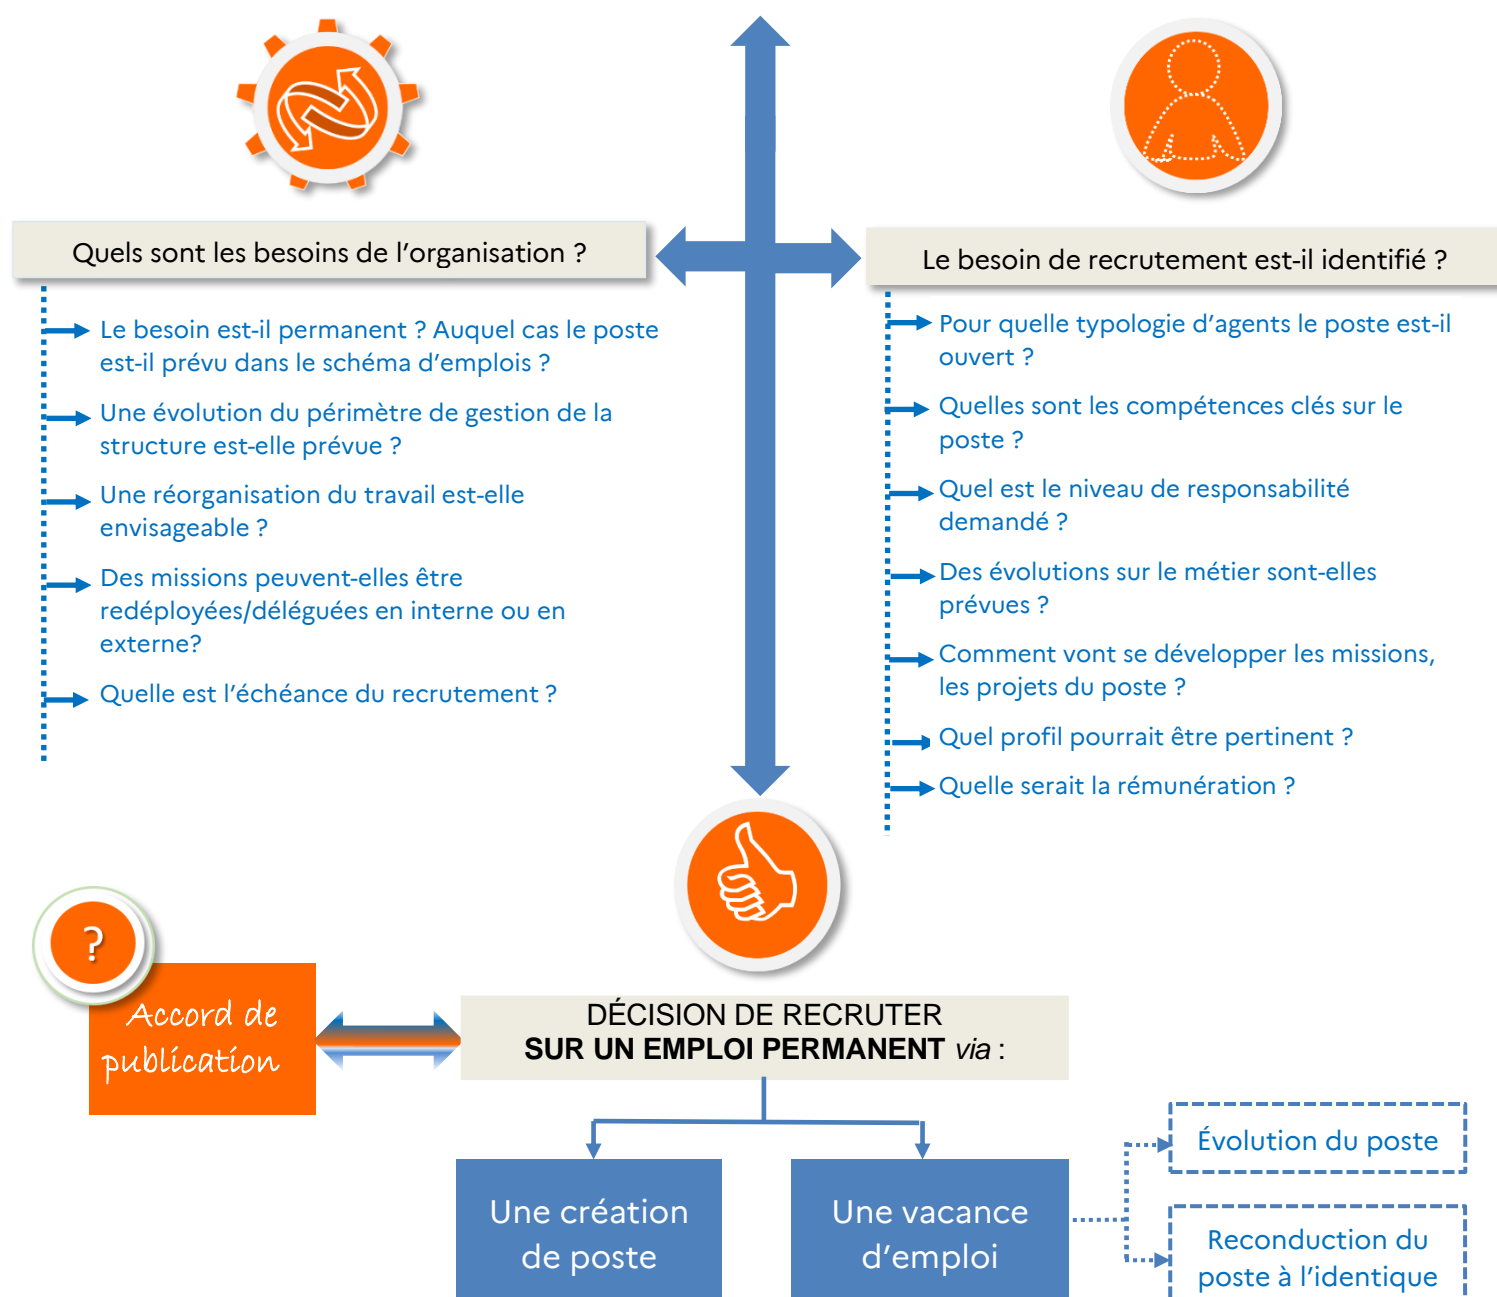 Quels sont les besoins de l'organisation ?
Le besoin est-il permanent ? Auquel cas le poste
est-il prévu dans le schéma d'emplois ?
Une évolution du périmètre de gestion de la
structure est-elle prévue ?
Une réorganisation du travail est-elle
envisageable ?
Des missions peuvent-elles être
redéployées/déléguées en interne ou en
externe?
Quelle est l'échéance du recrutement ?
Le besoin de recrutement est-il identifié ?
Pour quelle typologie d'agents le poste est-il
ouvert ?
Quelles sont les compétences clés sur le
poste ?
Quel est le niveau de responsabilité
demandé ?
Des évolutions sur le métier sont-elles
prévues ?
Comment vont se développer les missions,
les projets du poste ?
Quel profil pourrait être pertinent ?
Quelle serait la rémunération ?
?
Accord de
publication
DÉCISION DE RECRUTER
SUR UN EMPLOI PERMANENT via :
Une création
de poste
Une vacance
d'emploi
Évolution du poste
Reconduction du
poste à l'identique